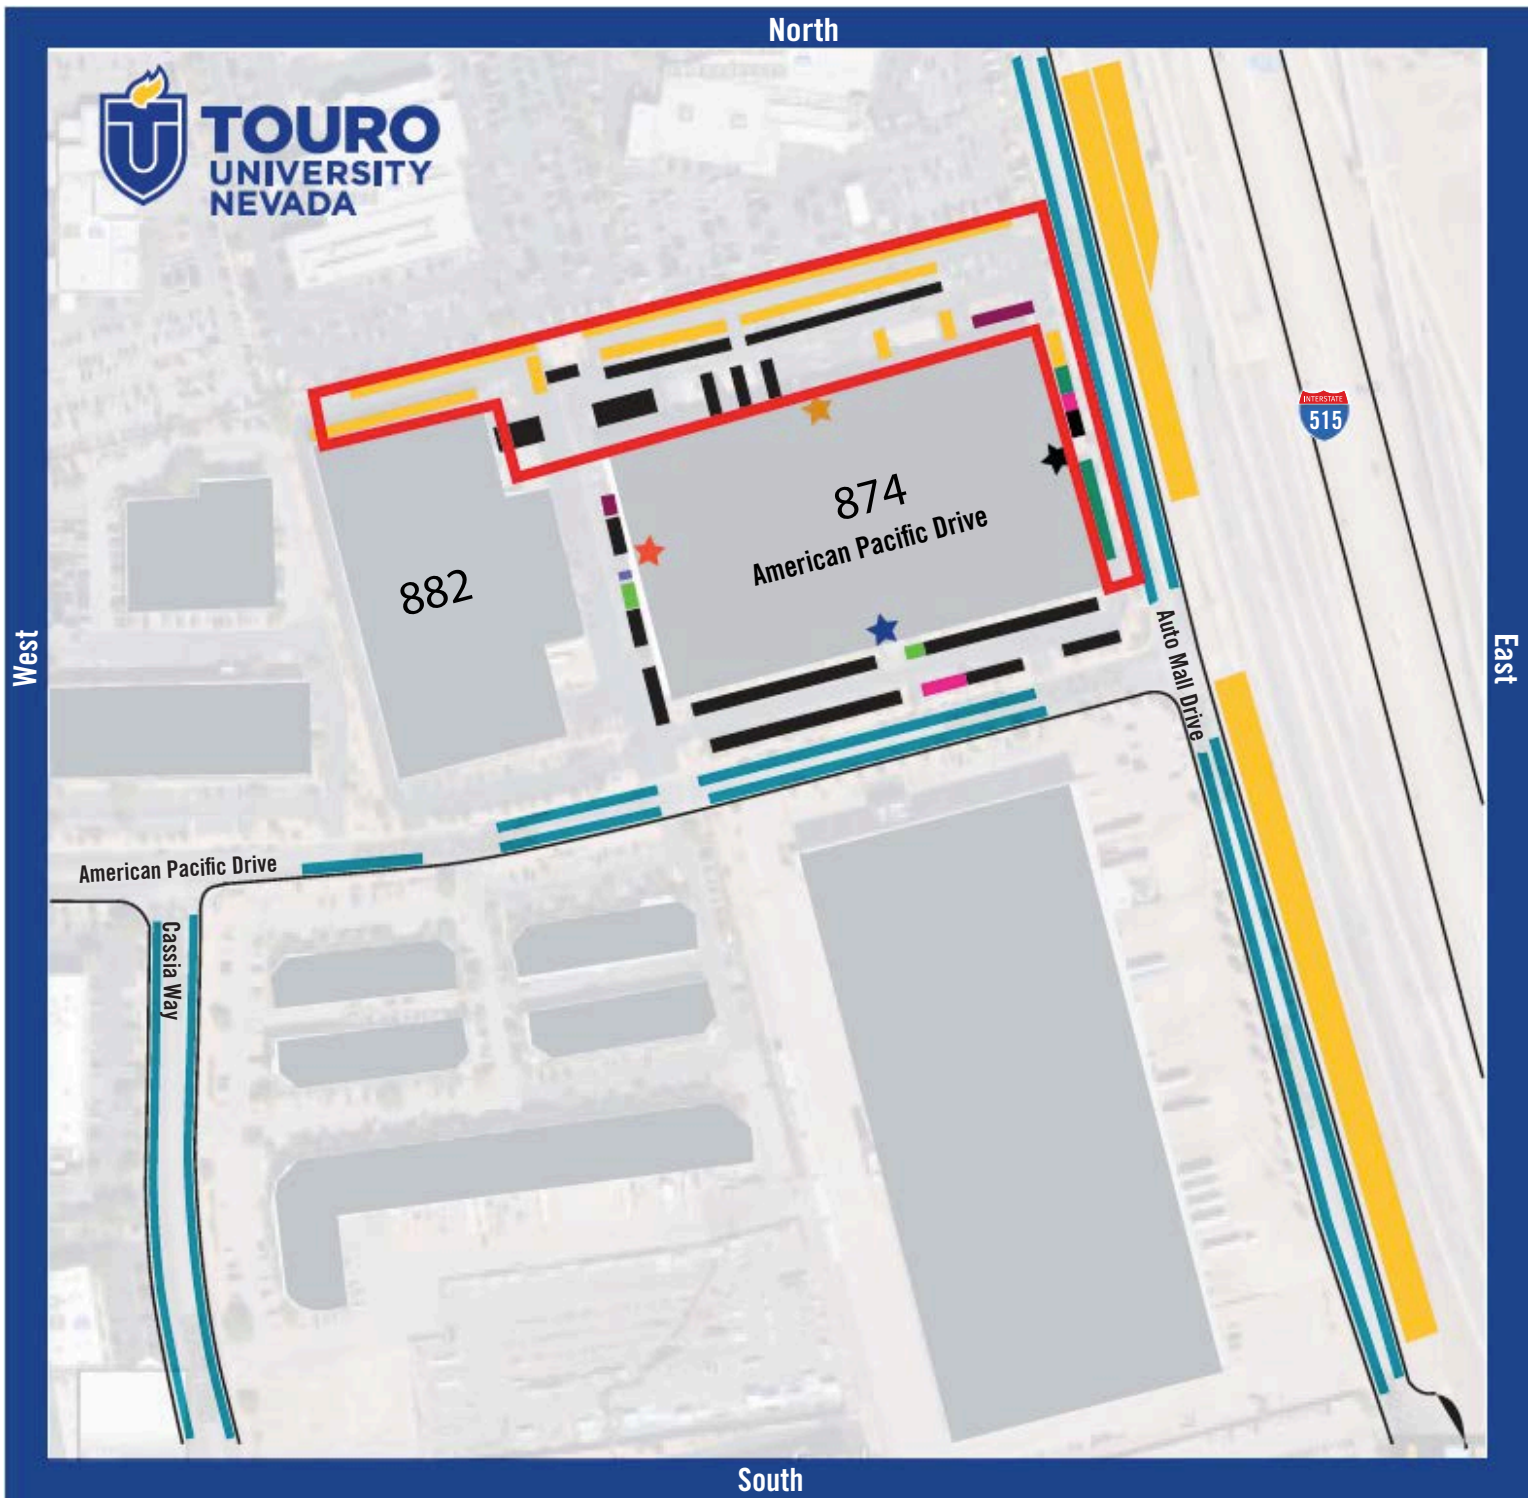 North
TOURO
UNIVERSITY
NEVADA
INTERSTATE
515
874
American Pacific Drive
882
West
East
Auto Mall Drive
American Pacific Drive
Cassia Way
South